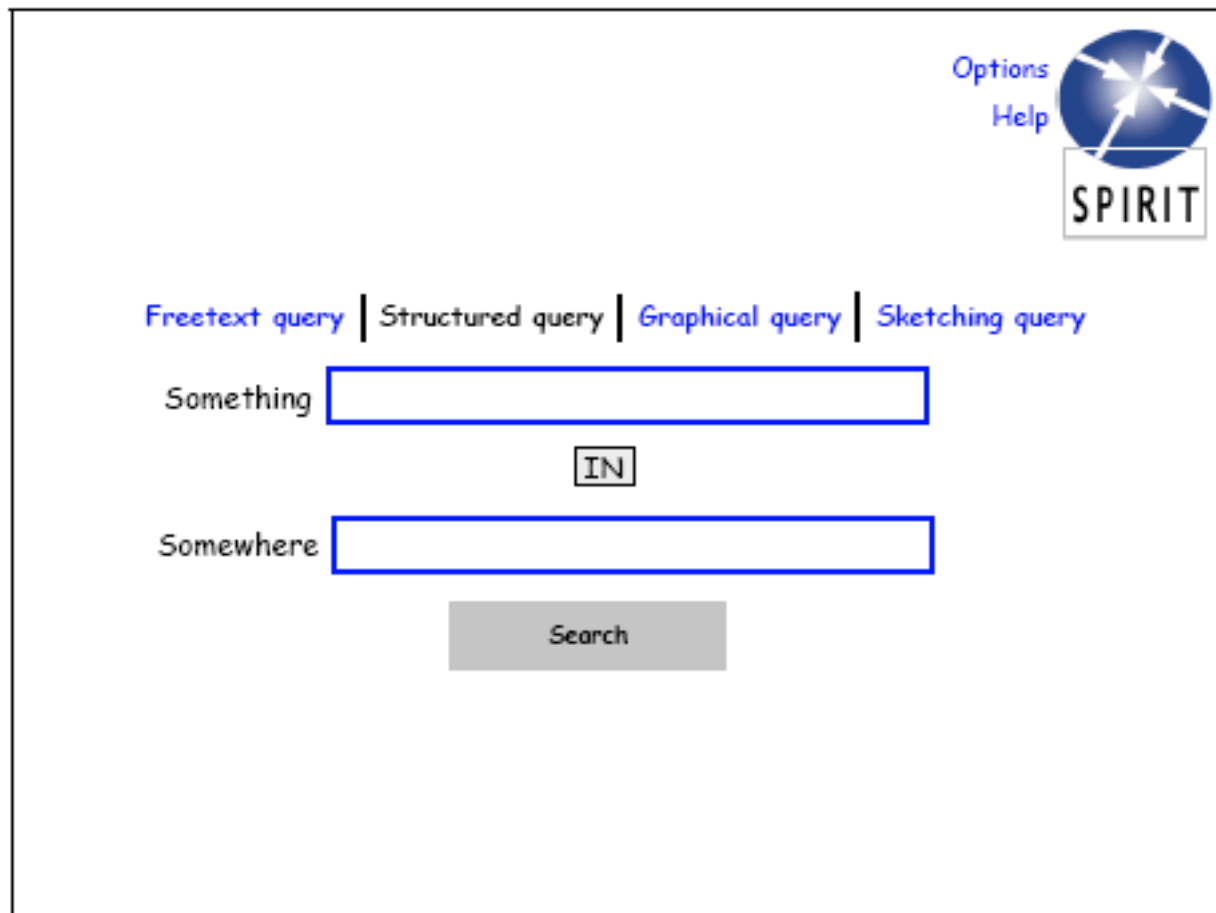 Options
Help
SPIRIT
Freetext query | Structured query | Graphical query | Sketching query
Something
IN
Somewhere
Search